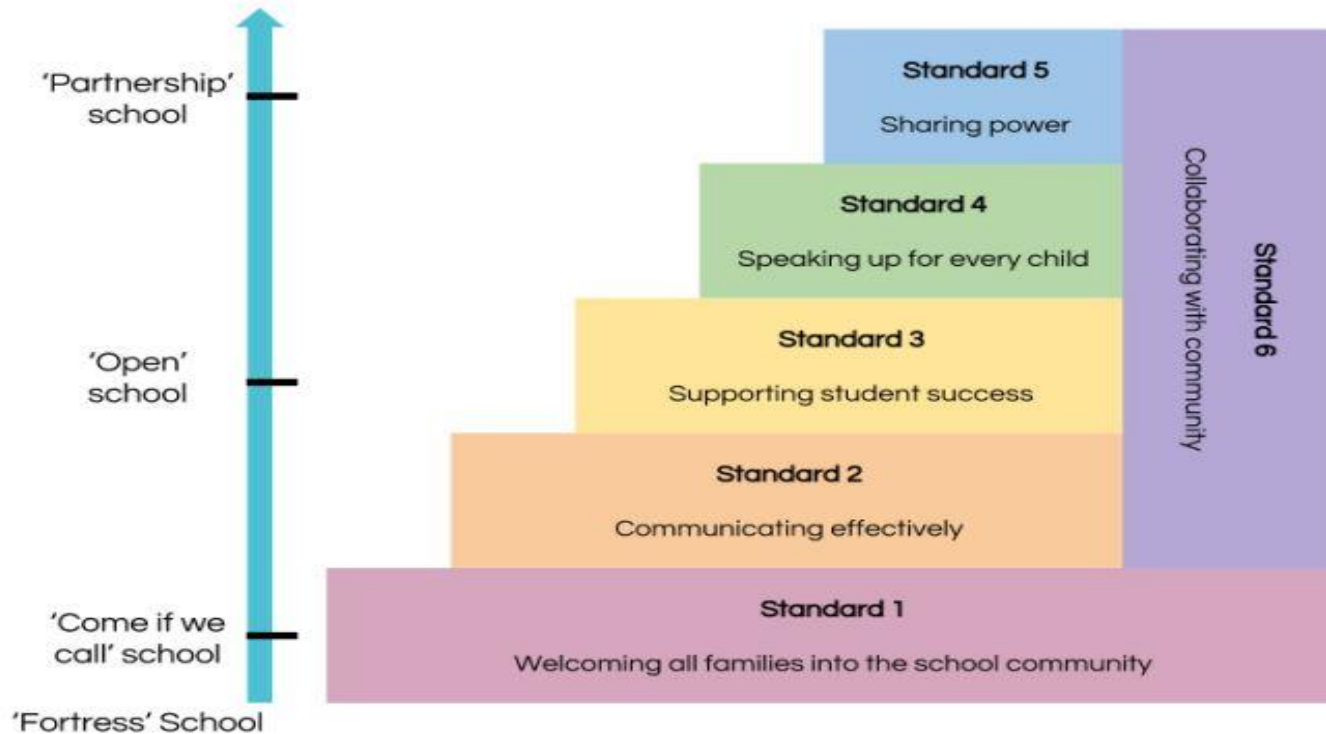 'Partnership'
school
'Open'
school
'Come if we
call' school
'Fortress' School
Standard 5
Sharing power
Standard 4
Speaking up for every child
Standard 3
Supporting student success
Standard 2
Communicating effectively
Standard 1
Welcoming all families into the school community
Standard 6
Collaborating with community